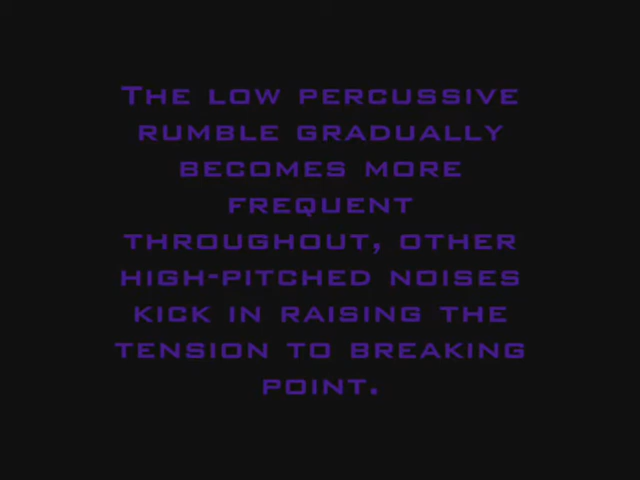 The low percussive
rumble gradually
becomes more
frequent
throughout, other
high-pitched noises
kick in raising the
tension to breaking
point.